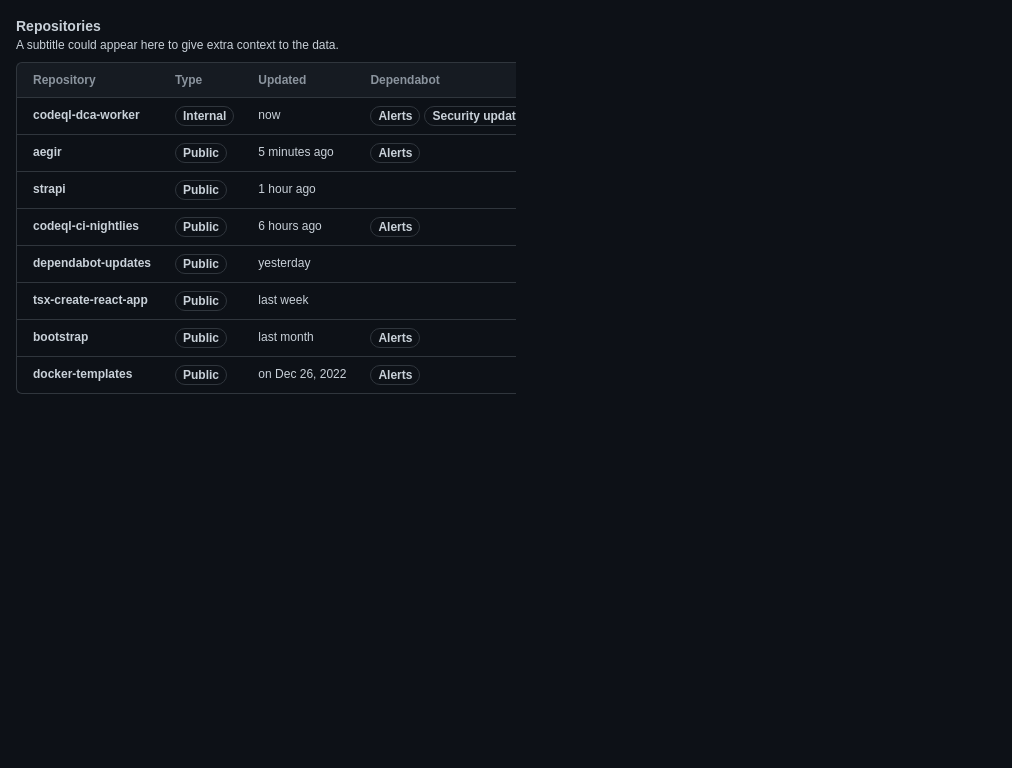 Repositories
A subtitle could appear here to give extra context to the data.
Repository Type Updated Dependabot
codeql-dca-worker Internal now Alerts Security updat
aegir Public 5 minutes ago Alerts
strapi Public 1 hour ago
codeql-ci-nightlies Public 6 hours ago Alerts
dependabot-updates Public yesterday
tsx-create-react-app Public last week
bootstrap Public last month Alerts
docker-templates Public on Dec 26, 2022 Alerts